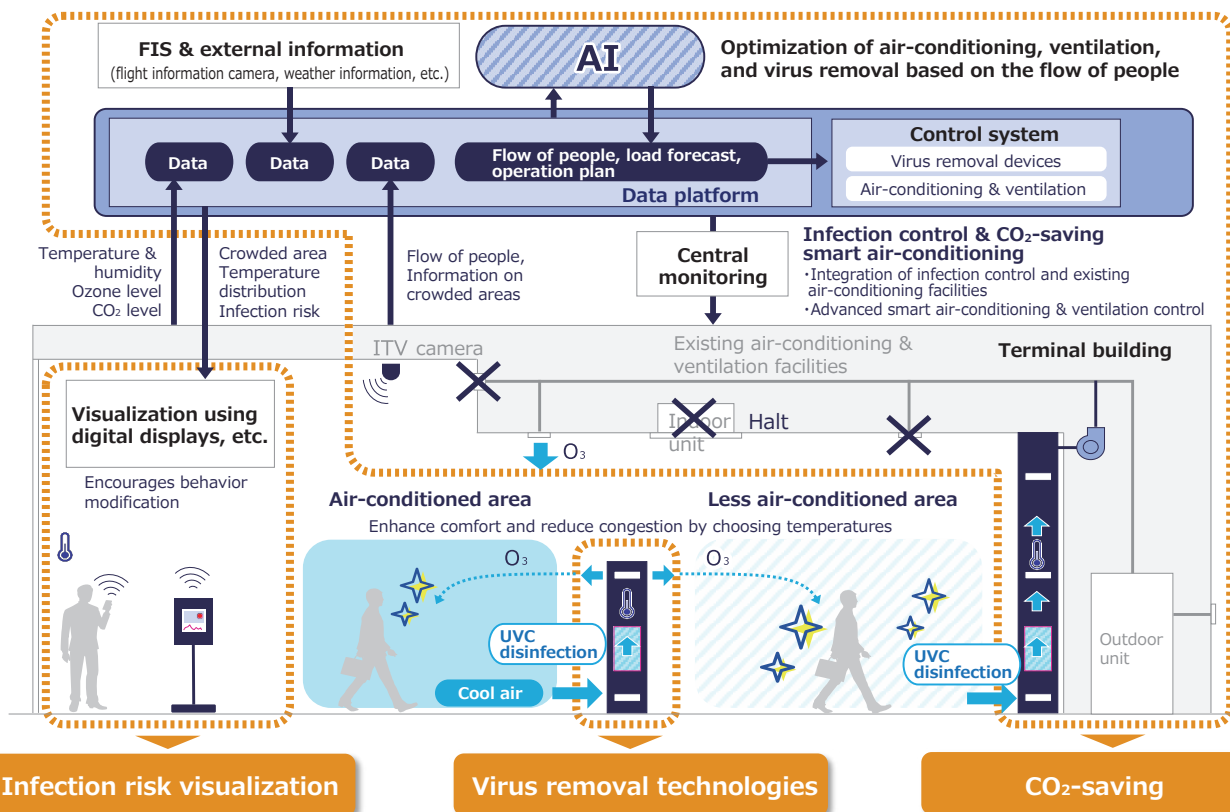 FIS & external information
(flight information camera, weather information, etc.)
AI
Optimization of air-conditioning, ventilation,
and virus removal based on the flow of people
Data
Data
Data
Flow of people, load forecast,
operation plan
Data platform
Control system
Virus removal devices
Air-conditioning & ventilation
Temperature &
humidity
Ozone level
CO₂ level
Crowded area
Temperature
distribution
Infection risk
Flow of people,
Information on
crowded areas
Central
monitoring
Infection control & CO₂-saving
smart air-conditioning
・Integration of infection control and existing
air-conditioning facilities
・Advanced smart air-conditioning & ventilation control
ITV camera
Existing air-conditioning &
ventilation facilities
Terminal building
Visualization using
digital displays, etc.
Indoor
unit
Halt
O₃
Encourages behavior
modification
Air-conditioned area
Less air-conditioned area
Enhance comfort and reduce congestion by choosing temperatures
O₃
O₃
UVC
disinfection
Cool air
UVC
disinfection
Outdoor
unit
Infection risk visualization
Virus removal technologies
CO₂-saving